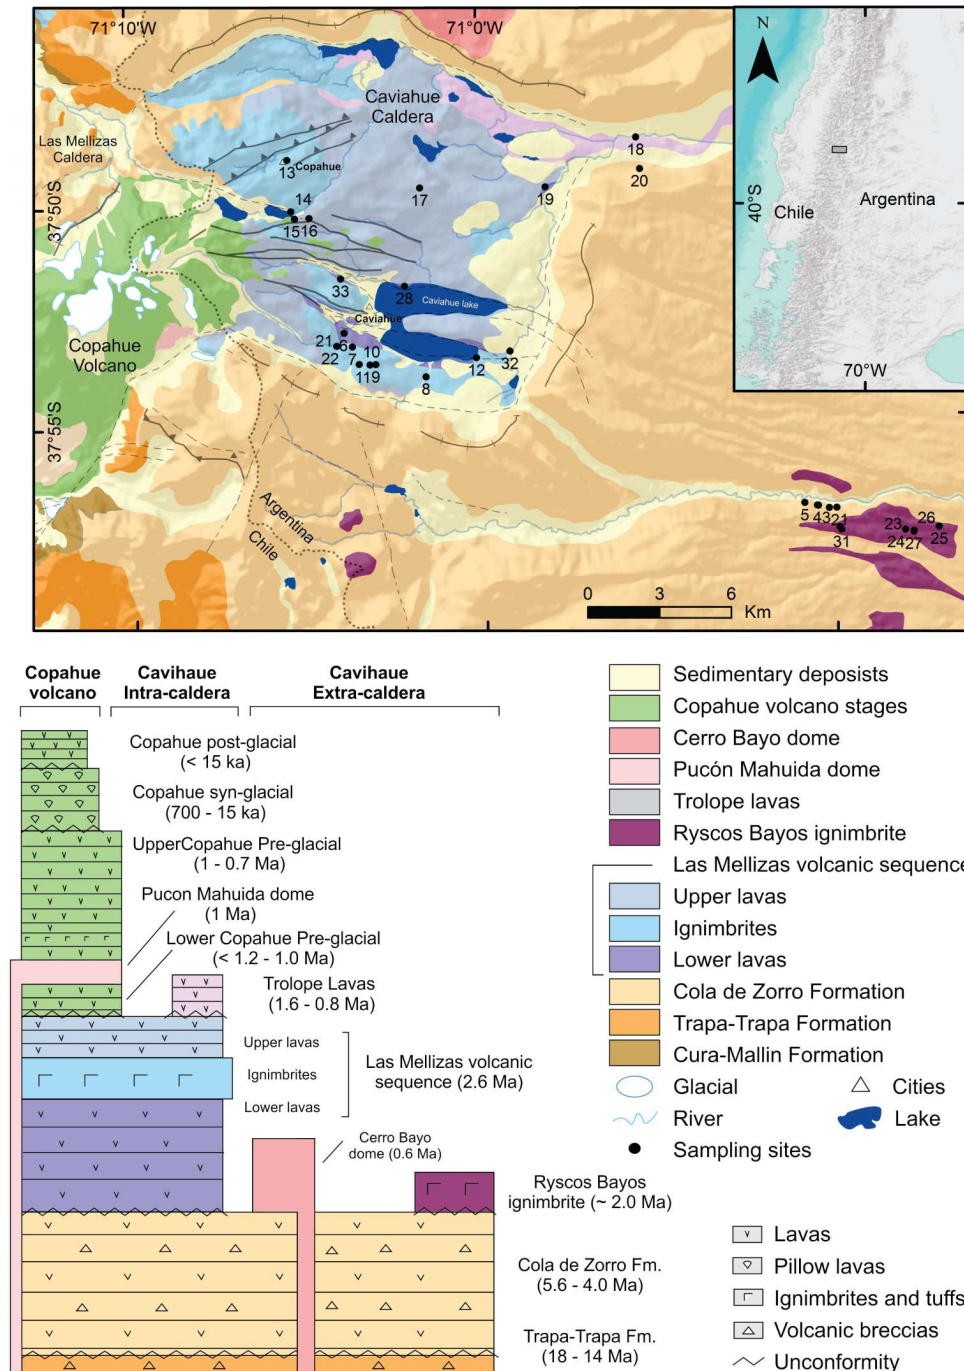 71°10'W
71°00'W
N
Caviahue
Caldera
Las Mellizas
Caldera
18
13
Copahue
20
17
19
37°50'S
14
15
16
40°S
Chile
Argentina
33
28
Caviahue lake
Caviahue
21
6
Copahue
Volcano
22
7
10
12
32
11
9
8
70°W
37°55'S
Argentina
Chile
5
4
3
2
1
31
23
26
24
27
25
0
3
6
Km
Copahue
volcano
Cavihaue
Intra-caldera
Cavihaue
Extra-caldera
Copahue post-glacial
(< 15 ka)
Copahue syn-glacial
(700 - 15 ka)
UpperCopahue Pre-glacial
(1 - 0.7 Ma)
Pucon Mahuida dome
(1 Ma)
Lower Copahue Pre-glacial
(< 1.2 - 1.0 Ma)
Trolope Lavas
(1.6 - 0.8 Ma)
Upper lavas
Ignimbrites
Lower lavas
Las Mellizas volcanic
sequence (2.6 Ma)
Cerro Bayo
dome (0.6 Ma)
Ryscos Bayos
ignimbrite (~ 2.0 Ma)
Cola de Zorro Fm.
(5.6 - 4.0 Ma)
Trapa-Trapa Fm.
(18 - 14 Ma)
Sedimentary deposists
Copahue volcano stages
Cerro Bayo dome
Pucón Mahuida dome
Trolope lavas
Ryscos Bayos ignimbrite
Las Mellizas volcanic sequence
Upper lavas
Ignimbrites
Lower lavas
Cola de Zorro Formation
Trapa-Trapa Formation
Cura-Mallin Formation
Glacial
Cities
River
Lake
Sampling sites
Lavas
Pillow lavas
Ignimbrites and tuffs
Volcanic breccias
Unconformity